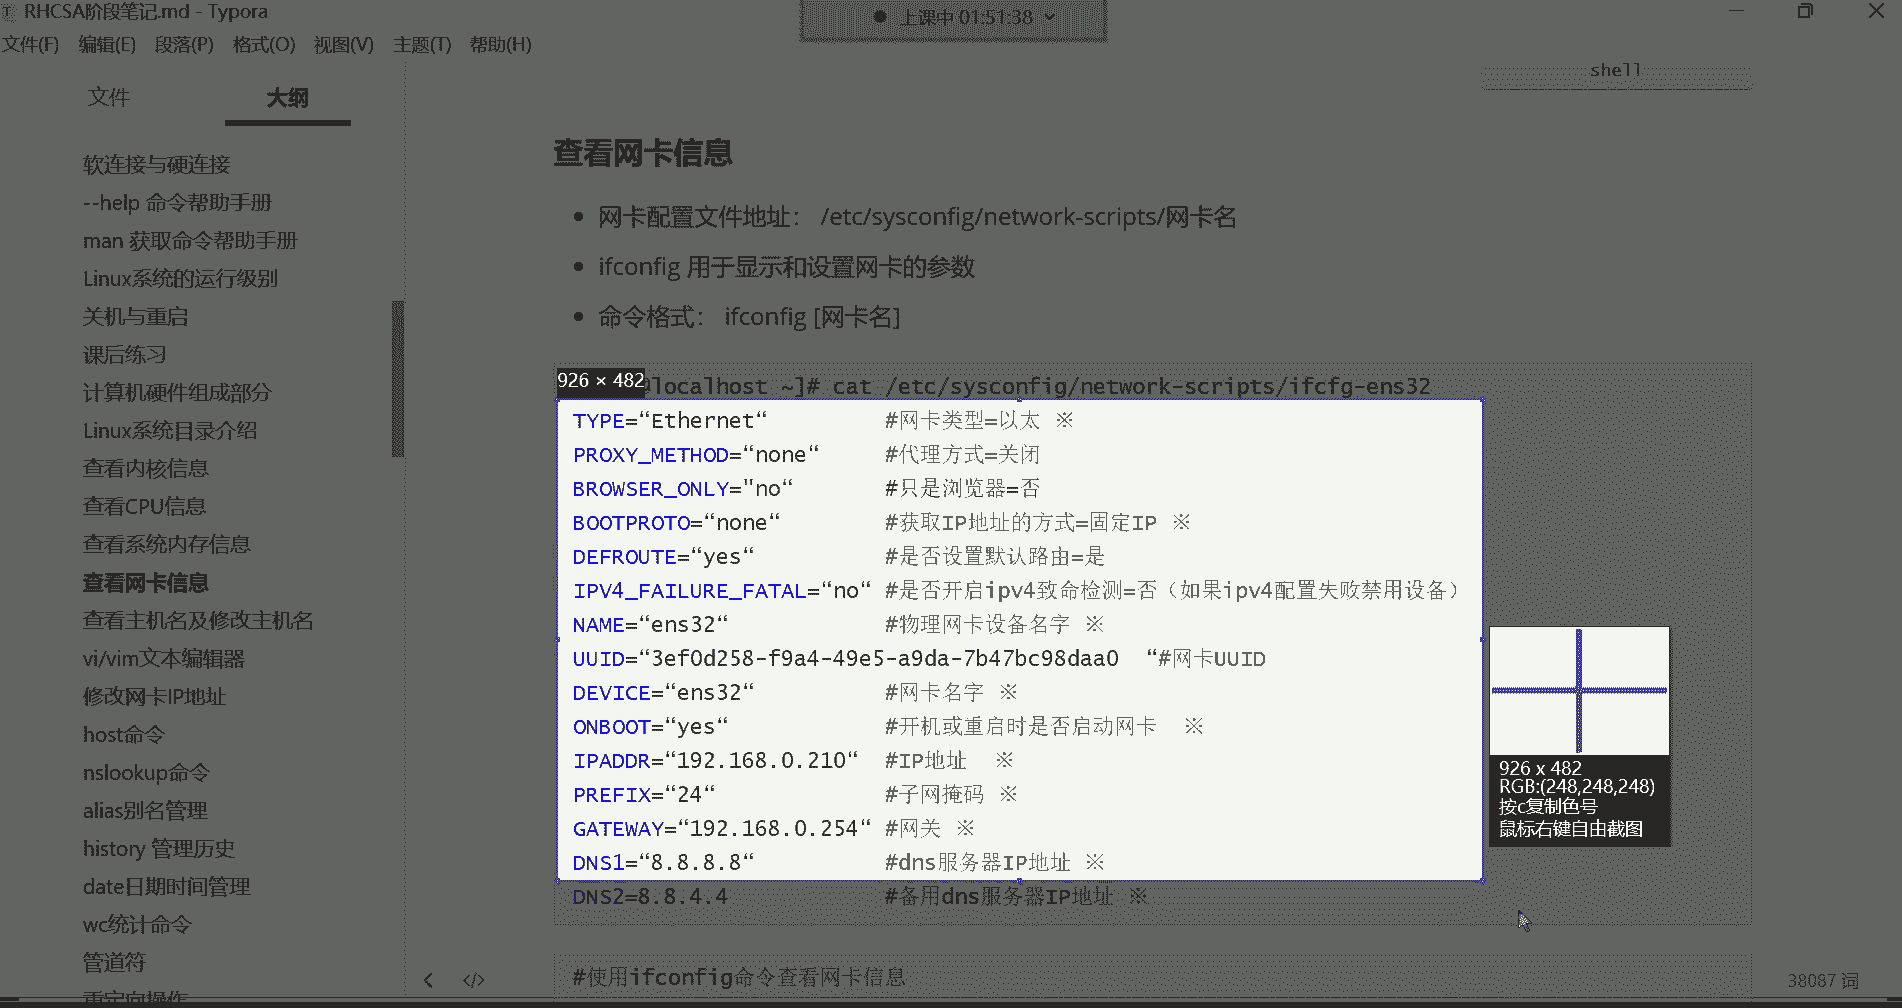 RHCSA阶段笔记.md - Typora
上课中 01:51:38
文件(F) 编辑(E) 段落(P) 格式(O) 视图(V) 主题(T) 帮助(H)
文件 大纲
软连接与硬连接
--help 命令帮助手册
man 获取命令帮助手册
Linux系统的运行级别
关机与重启
课后练习
计算机硬件组成部分
Linux系统目录介绍
查看内核信息
查看CPU信息
查看系统内存信息
查看网卡信息
查看主机名及修改主机名
vi/vim文本编辑器
修改网卡IP地址
host命令
nslookup命令
alias别名管理
history 管理历史
date日期时间管理
wc统计命令
管道符
重定向操作
shell
查看网卡信息
网卡配置文件地址： /etc/sysconfig/network-scripts/网卡名
ifconfig 用于显示和设置网卡的参数
命令格式： ifconfig [网卡名]
926 × 482
@localhost ~]# cat /etc/sysconfig/network-scripts/ifcfg-ens32
TYPE=“Ethernet“ #网卡类型=以太 ※
PROXY_METHOD=“none“ #代理方式=关闭
BROWSER_ONLY="no“ #只是浏览器=否
BOOTPROTO=“none“ #获取IP地址的方式=固定IP ※
DEFROUTE=“yes“ #是否设置默认路由=是
IPV4_FAILURE_FATAL=“no“ #是否开启ipv4致命检测=否（如果ipv4配置失败禁用设备）
NAME=“ens32“ #物理网卡设备名字 ※
UUID=“3ef0d258-f9a4-49e5-a9da-7b47bc98daa0 “#网卡UUID
DEVICE=“ens32“ #网卡名字 ※
ONBOOT=“yes“ #开机或重启时是否启动网卡 ※
IPADDR=“192.168.0.210“ #IP地址 ※
PREFIX=“24“ #子网掩码 ※
GATEWAY=“192.168.0.254“ #网关 ※
DNS1=“8.8.8.8“ #dns服务器IP地址 ※
DNS2=8.8.4.4 #备用dns服务器IP地址 ※
#使用ifconfig命令查看网卡信息
926 x 482
RGB:(248,248,248)
按c复制色号
鼠标右键自由截图
38087 词